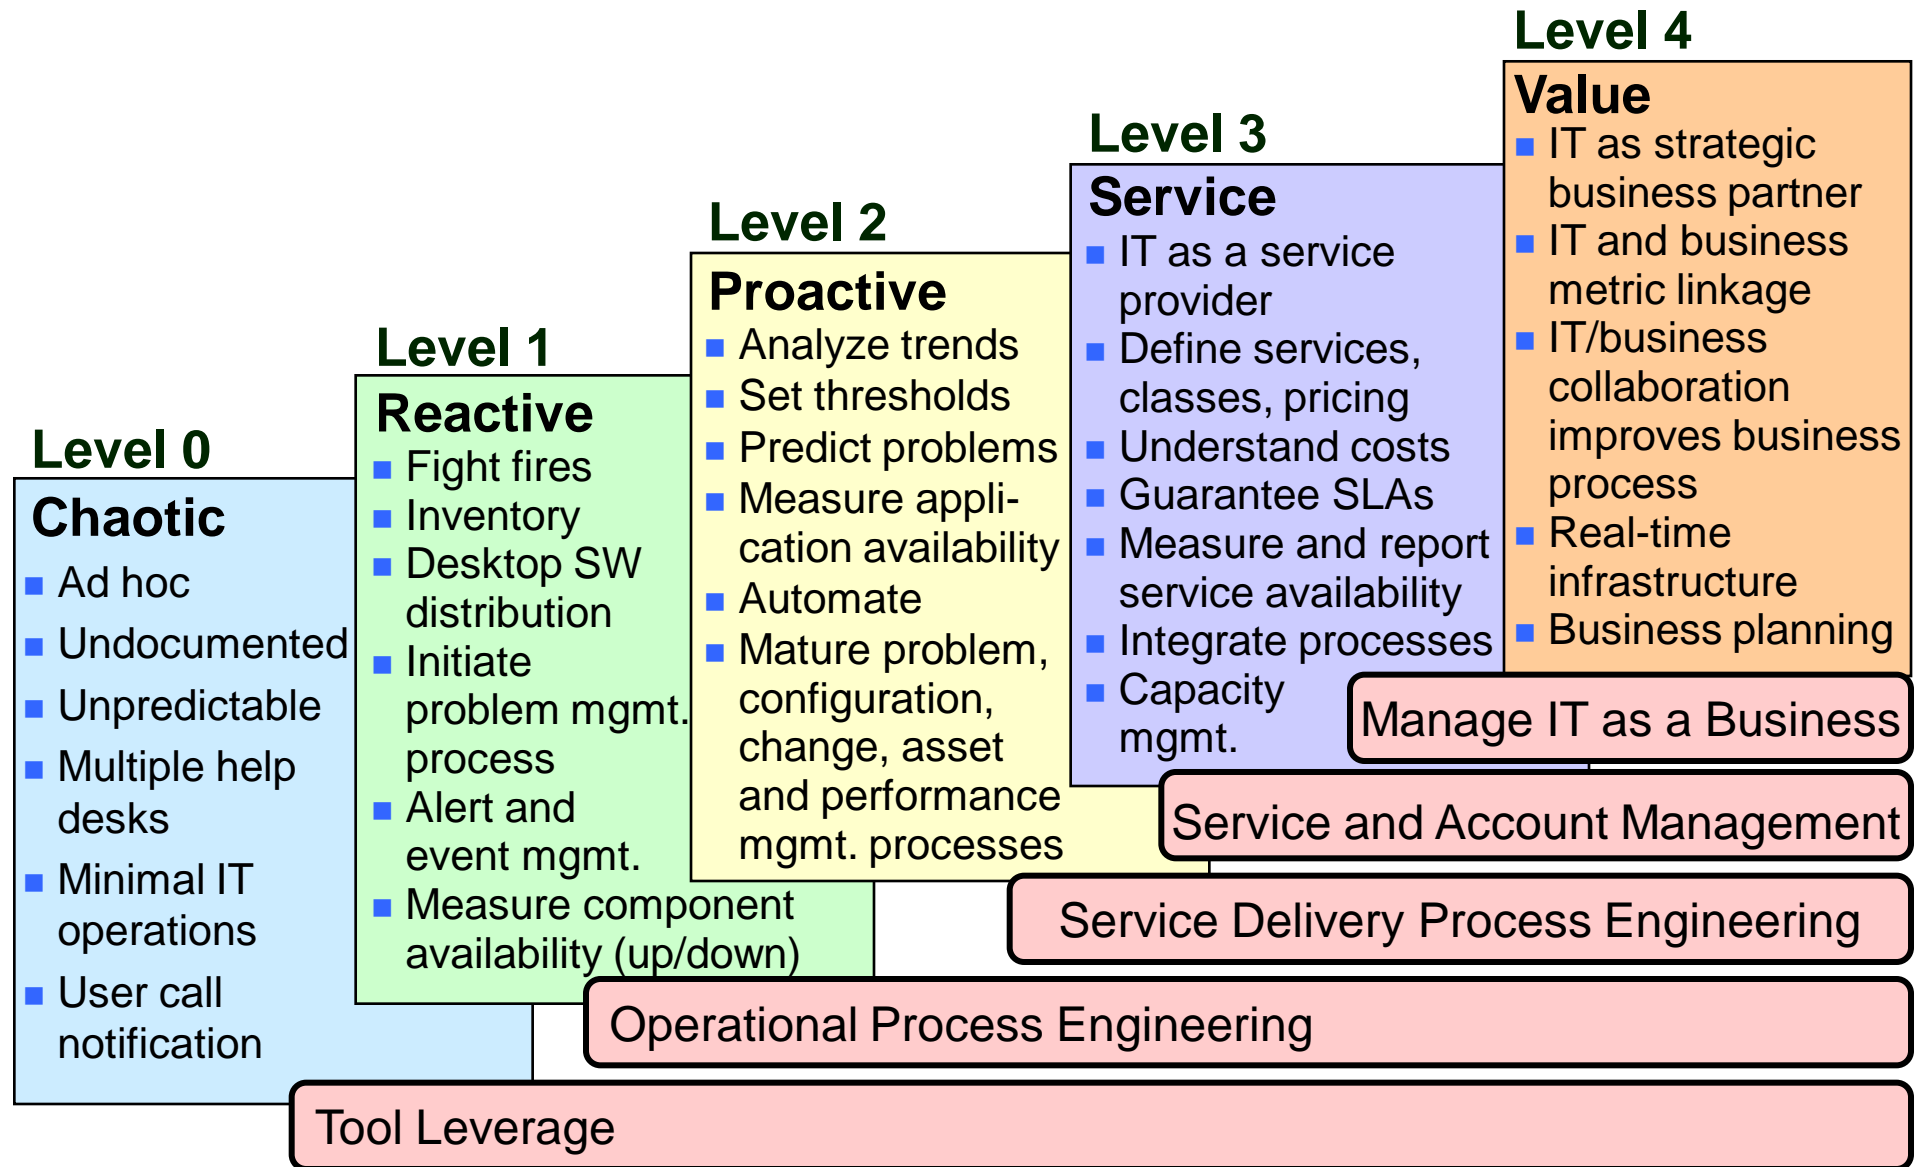 Level 0
Chaotic
Ad hoc
Undocumented
Unpredictable
Multiple help
desks
Minimal IT
operations
User call
notification
Level 1
Reactive
Fight fires
Inventory
Desktop SW
distribution
Initiate
problem mgmt.
process
Alert and
event mgmt.
Measure component
availability (up/down)
Level 2
Proactive
Analyze trends
Set thresholds
Predict problems
Measure appli-
cation availability
Automate
Mature problem,
configuration,
change, asset
and performance
mgmt. processes
Level 3
Service
IT as a service
provider
Define services,
classes, pricing
Understand costs
Guarantee SLAs
Measure and report
service availability
Integrate processes
Capacity
mgmt.
Level 4
Value
IT as strategic
business partner
IT and business
metric linkage
IT/business
collaboration
improves business
process
Real-time
infrastructure
Business planning
Manage IT as a Business
Service and Account Management
Service Delivery Process Engineering
Operational Process Engineering
Tool Leverage